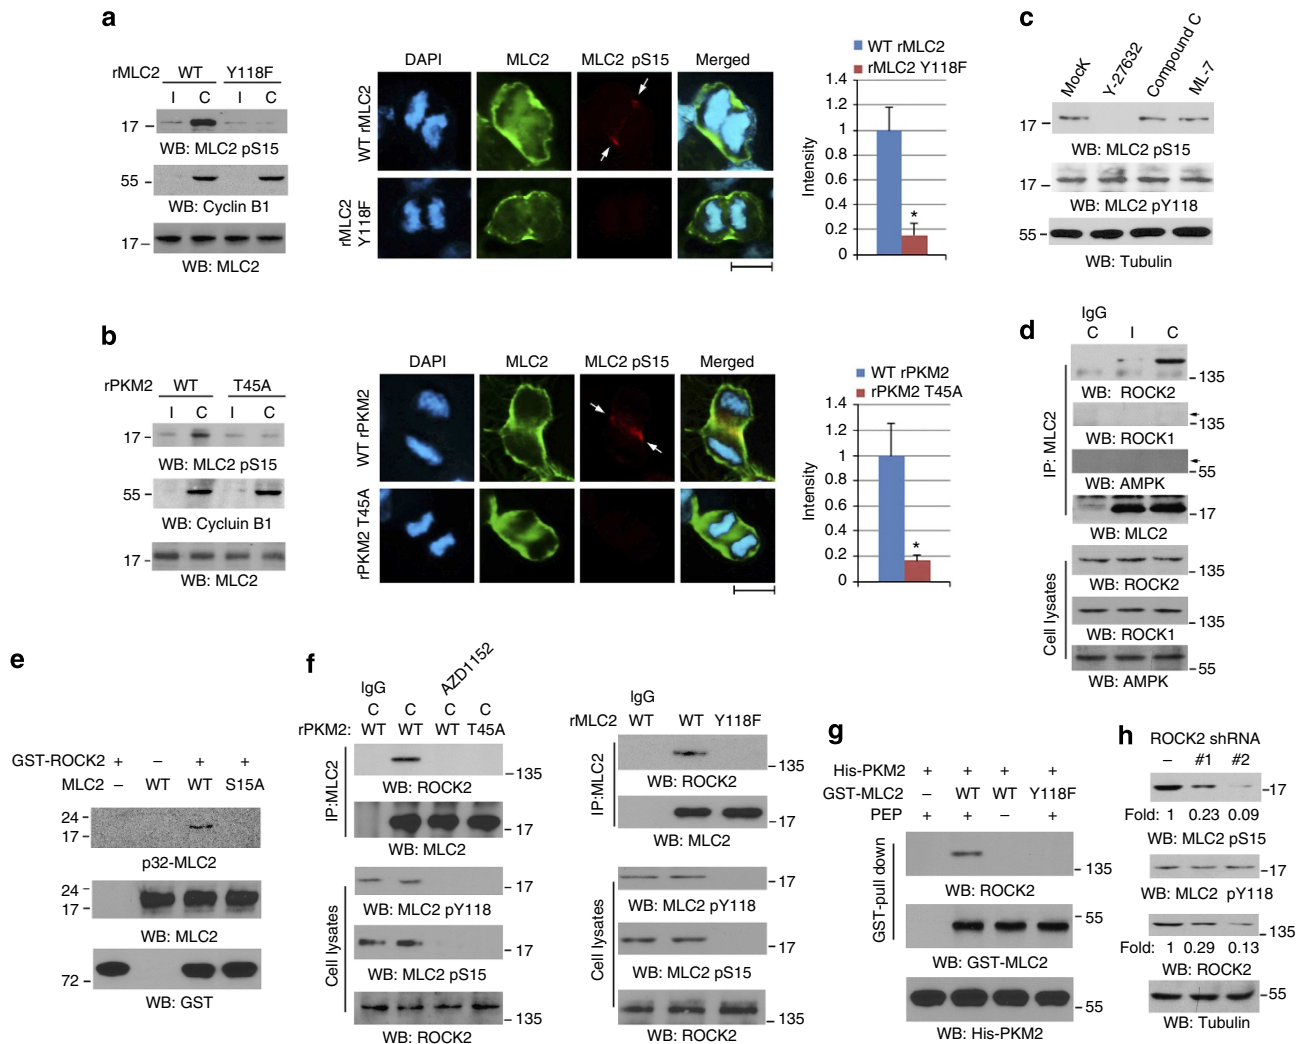 a
rMLC2 WT Y118F
I C I C
17
WB: MLC2 pS15
55
WB: Cyclin B1
17
WB: MLC2
DAPI MLC2 MLC2 pS15 Merged
WT rMLC2
rMLC2 Y118F
WT rMLC2
rMLC2 Y118F
Intensity
1.4
1.2
1
0.8
0.6
0.4
0.2
0
*
b
rPKM2 WT T45A
I C I C
17
WB: MLC2 pS15
55
WB: Cycluin B1
17
WB: MLC2
DAPI MLC2 MLC2 pS15 Merged
WT rPKM2
rPKM2 T45A
WT rPKM2
rPKM2 T45A
Intensity
1.4
1.2
1
0.8
0.6
0.4
0.2
0
*
c
MocK Y-27632 Compound C ML-7
17
WB: MLC2 pS15
17
WB: MLC2 pY118
55
WB: Tubulin
d
IgG
C I C
IP: MLC2
135
WB: ROCK2
135
WB: ROCK1
55
WB: AMPK
17
WB: MLC2
Cell lysates
135
WB: ROCK2
135
WB: ROCK1
55
WB: AMPK
e
GST-ROCK2 + – + +
MLC2 – WT WT S15A
24
17
p32-MLC2
24
17
WB: MLC2
72
WB: GST
f
AZD1152
IgG
C C C C
rPKM2: WT WT WT T45A
IP:MLC2
135
WB: ROCK2
17
WB: MLC2
Cell lysates
17
WB: MLC2 pY118
17
WB: MLC2 pS15
135
WB: ROCK2
IgG
rMLC2 WT WT Y118F
IP:MLC2
135
WB: ROCK2
17
WB: MLC2
Cell lysates
17
WB: MLC2 pY118
17
WB: MLC2 pS15
135
WB: ROCK2
g
His-PKM2 + + + +
GST-MLC2 – WT WT Y118F
PEP + + – +
GST-pull down
135
WB: ROCK2
55
WB: GST-MLC2
55
WB: His-PKM2
h
ROCK2 shRNA
– #1 #2
17
Fold: 1 0.23 0.09
WB: MLC2 pS15
17
WB: MLC2 pY118
135
Fold: 1 0.29 0.13
WB: ROCK2
55
WB: Tubulin